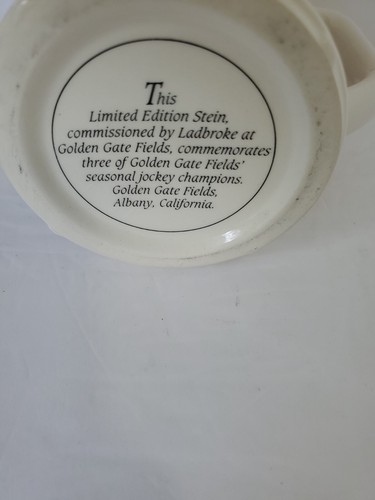 This
Limited Edition Stein,
commissioned by Ladbroke at
Golden Gate Fields, commemorates
three of Golden Gate Fields'
seasonal jockey champions.
Golden Gate Fields,
Albany, California.